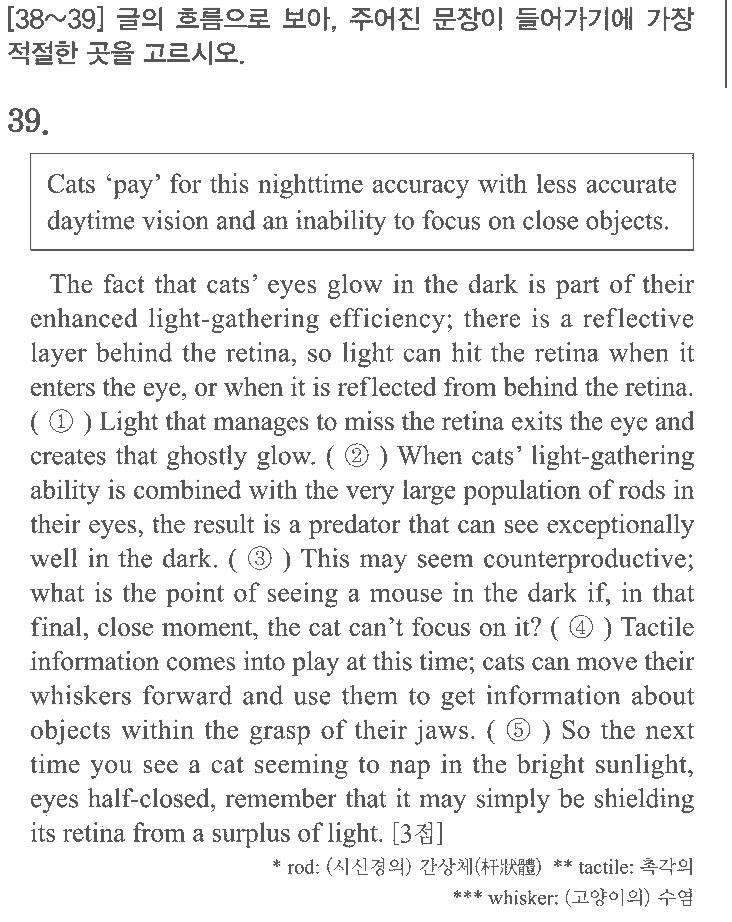 [38～39] 글의 흐름으로 보아, 주어진 문장이 들어가기에 가장
적절한 곳을 고르시오.
39.
Cats ‘pay’ for this nighttime accuracy with less accurate
daytime vision and an inability to focus on close objects.
The fact that cats’ eyes glow in the dark is part of their
enhanced light-gathering efficiency; there is a reflective
layer behind the retina, so light can hit the retina when it
enters the eye, or when it is reflected from behind the retina.
( ① ) Light that manages to miss the retina exits the eye and
creates that ghostly glow. ( ② ) When cats’ light-gathering
ability is combined with the very large population of rods in
their eyes, the result is a predator that can see exceptionally
well in the dark. ( ③ ) This may seem counterproductive;
what is the point of seeing a mouse in the dark if, in that
final, close moment, the cat can’t focus on it? ( ④ ) Tactile
information comes into play at this time; cats can move their
whiskers forward and use them to get information about
objects within the grasp of their jaws. ( ⑤ ) So the next
time you see a cat seeming to nap in the bright sunlight,
eyes half-closed, remember that it may simply be shielding
its retina from a surplus of light. [3점]
* rod: (시신경의) 간상체(杆狀體) ** tactile: 촉각의
*** whisker: (고양이의) 수염